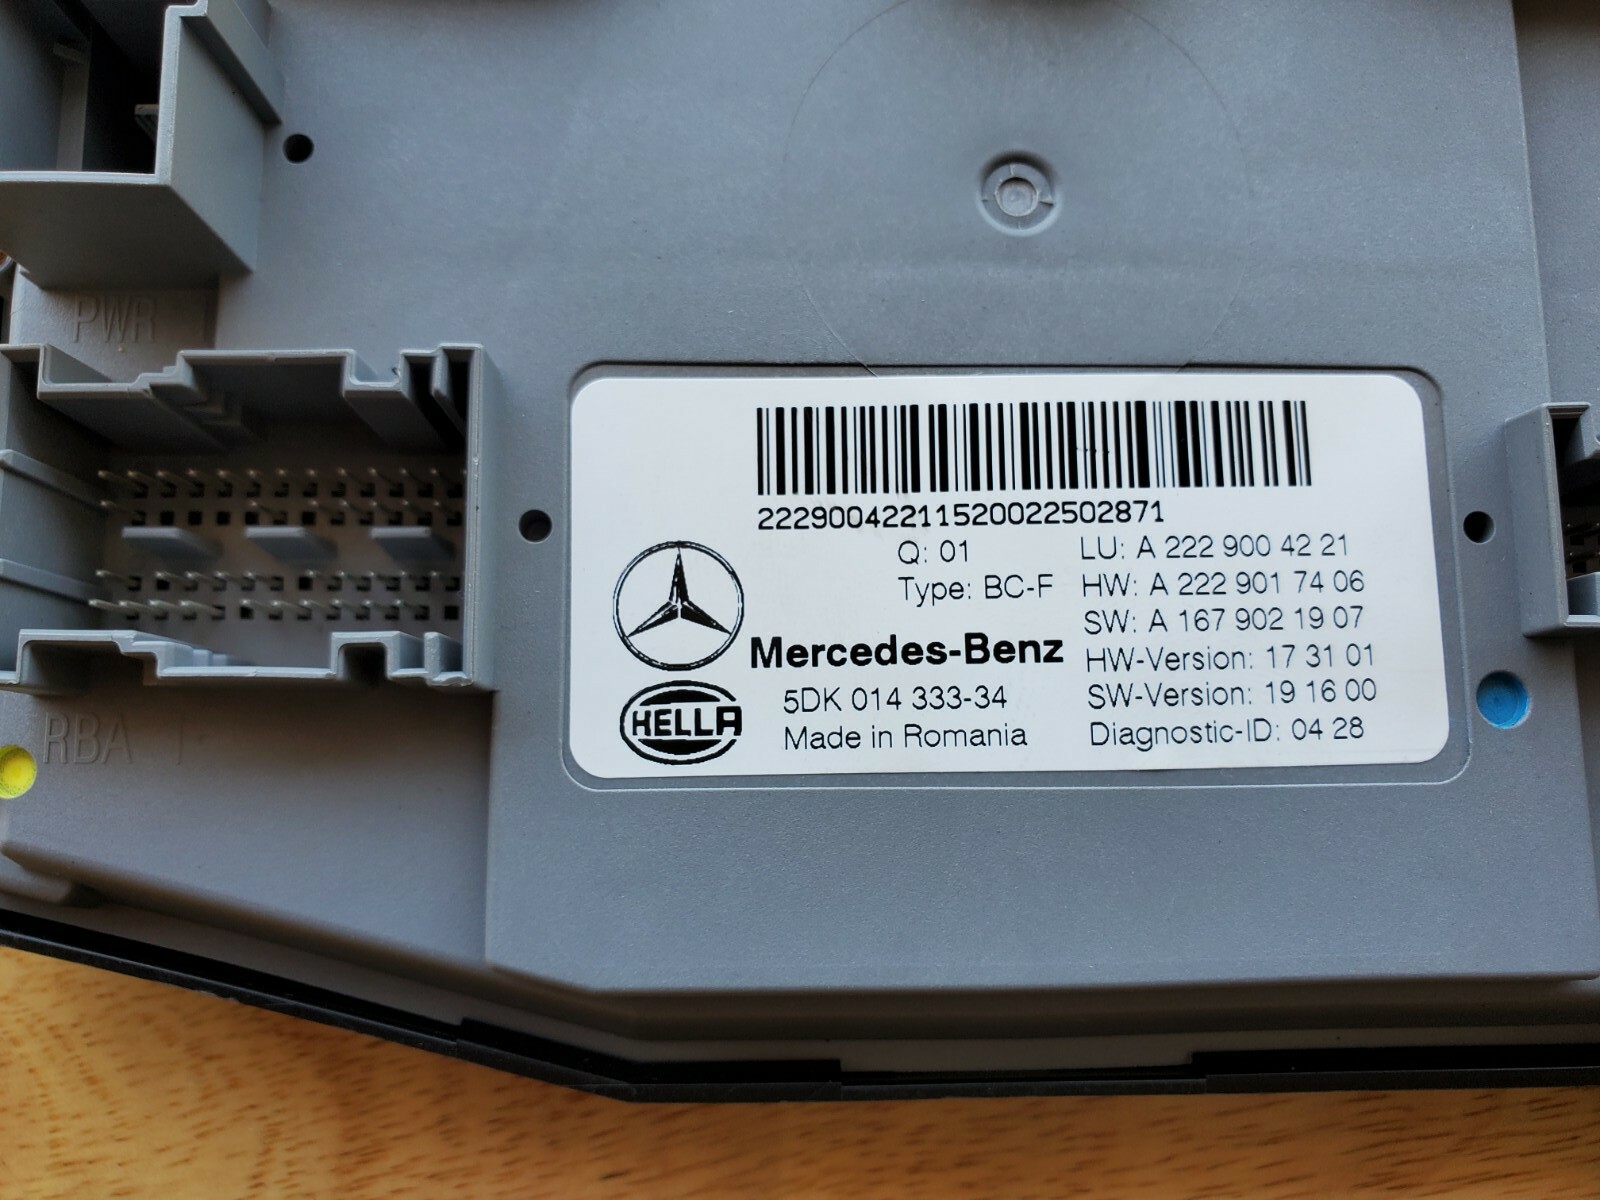 PWR
22290042211520022502871
Q: 01
LU: A 222 900 42 21
Type: BC-F
HW: A 222 901 74 06
SW: A 167 902 19 07
Mercedes-Benz
HW-Version: 17 31 01
5DK 014 333-34
SW-Version: 19 16 00
HELLA
Made in Romania
Diagnostic-ID: 04 28
RBA 1